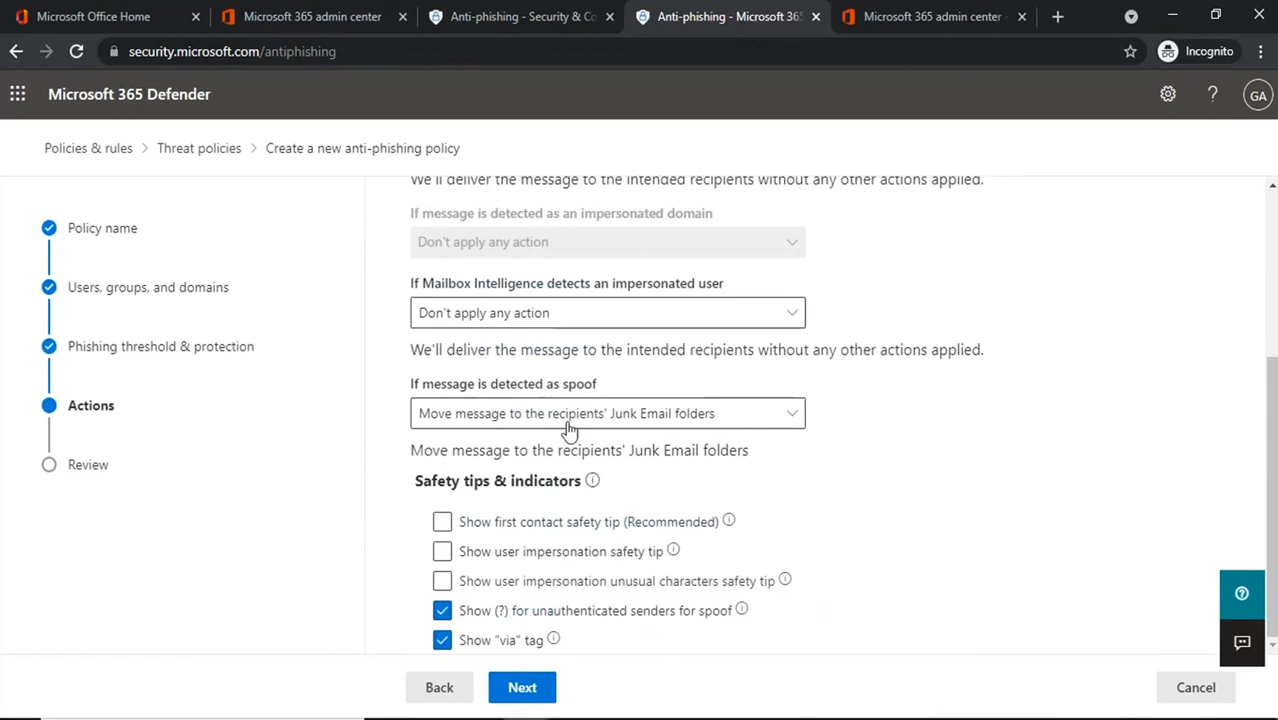 Microsoft Office Home
Microsoft 365 admin center
Anti-phishing - Security & Co
Anti-phishing - Microsoft 365
Microsoft 365 admin center -
security.microsoft.com/antiphishing
Incognito
Microsoft 365 Defender
GA
Policies & rules > Threat policies > Create a new anti-phishing policy
We'll deliver the message to the intended recipients without any other actions applied.
If message is detected as an impersonated domain
Don't apply any action
If Mailbox Intelligence detects an impersonated user
Don't apply any action
We'll deliver the message to the intended recipients without any other actions applied.
If message is detected as spoof
Move message to the recipients' Junk Email folders
Move message to the recipients' Junk Email folders
Safety tips & indicators
Show first contact safety tip (Recommended)
Show user impersonation safety tip
Show user impersonation unusual characters safety tip
Show (?) for unauthenticated senders for spoof
Show "via" tag
Policy name
Users, groups, and domains
Phishing threshold & protection
Actions
Review
Back
Next
Cancel